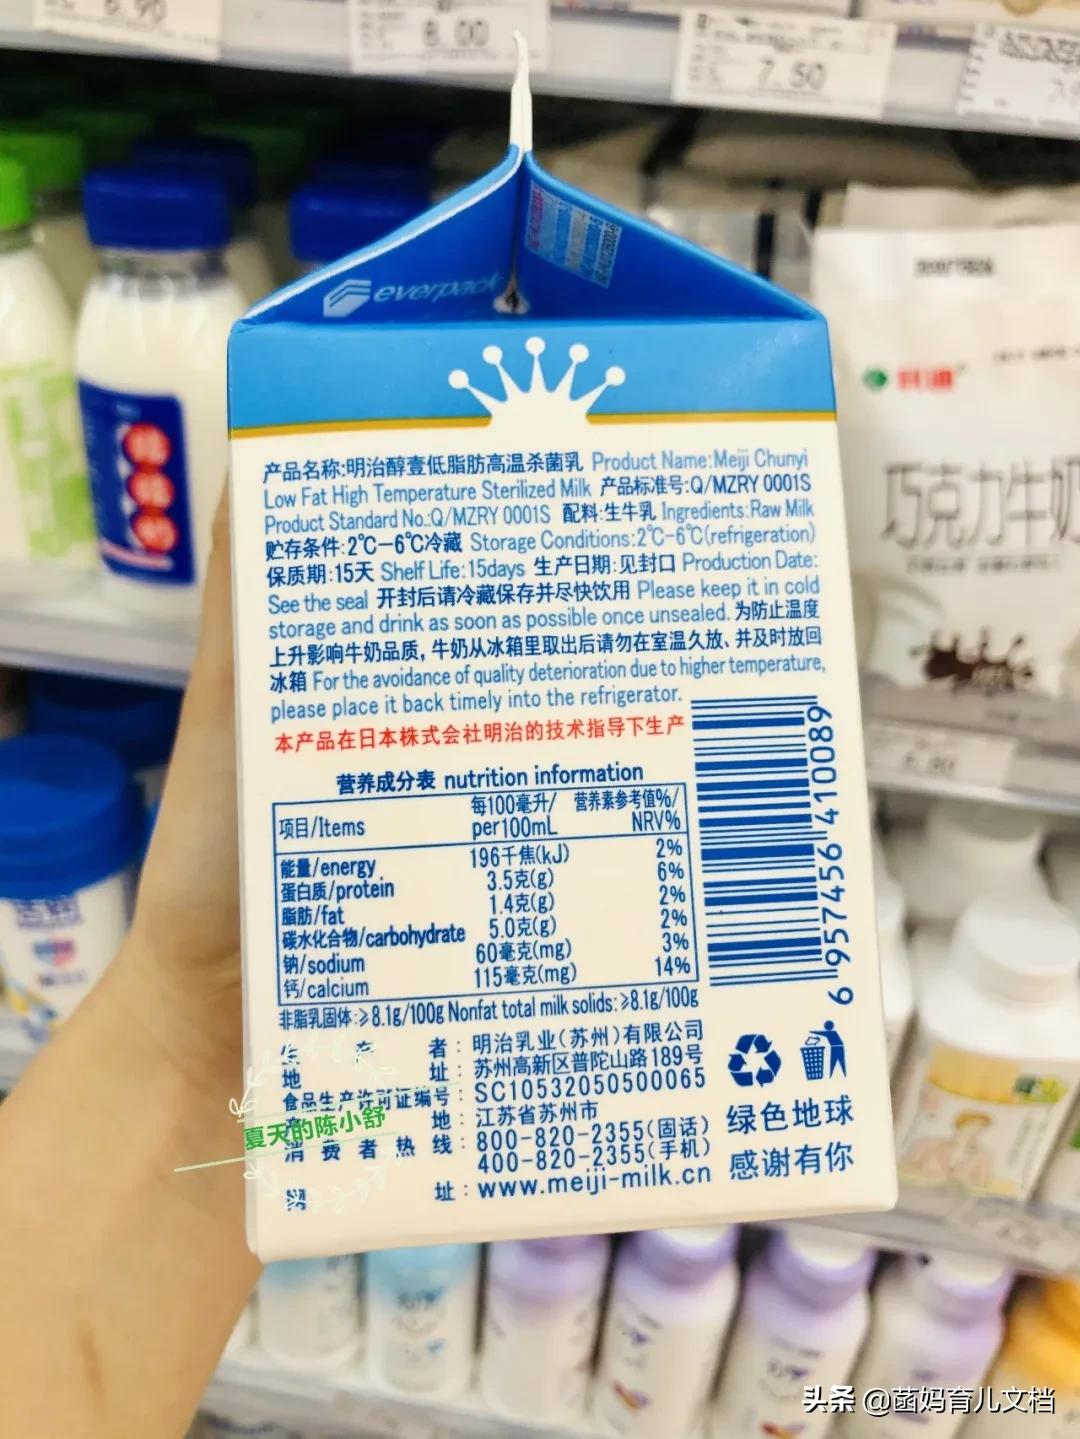 6.90
8.00
7.50
everpack
科迪
巧克力牛奶
产品名称:明治醇壹低脂肪高温杀菌乳 Product Name:Meiji Chunyi
Low Fat High Temperature Sterilized Milk 产品标准号:Q/MZRY 0001S
Product Standard No.:Q/MZRY 0001S 配料:生牛乳 Ingredients:Raw Milk
贮存条件:2℃—6℃冷藏 Storage Conditions:2℃-6℃(refrigeration)
保质期:15天 Shelf Life:15days 生产日期:见封口 Production Date:
See the seal 开封后请冷藏保存并尽快饮用 Please keep it in cold
storage and drink as soon as possible once unsealed. 为防止温度
上升影响牛奶品质, 牛奶从冰箱里取出后请勿在室温久放、并及时放回
冰箱 For the avoidance of quality deterioration due to higher temperature,
please place it back timely into the refrigerator.
本产品在日本株式会社明治的技术指导下生产
营养成分表 nutrition information
项目/Items 每100毫升/per100mL 营养素参考值%/NRV%
能量/energy 196千焦(kJ) 2%
蛋白质/protein 3.5克(g) 6%
脂肪/fat 1.4克(g) 2%
碳水化合物/carbohydrate 5.0克(g) 2%
钠/sodium 60毫克(mg) 3%
钙/calcium 115毫克(mg) 14%
6 957456 410089
非脂乳固体:≥8.1g/100g Nonfat total milk solids:≥8.1g/100g
生产者:明治乳业(苏州)有限公司
地址:苏州高新区普陀山路189号
食品生产许可证编号:SC10532050500065
产地:江苏省苏州市
消费者热线:800-820-2355(固话)
400-820-2355(手机)
网址:www.meiji-milk.cn
绿色地球
感谢有你
夏天的陈小舒
头条 @菡妈育儿文档